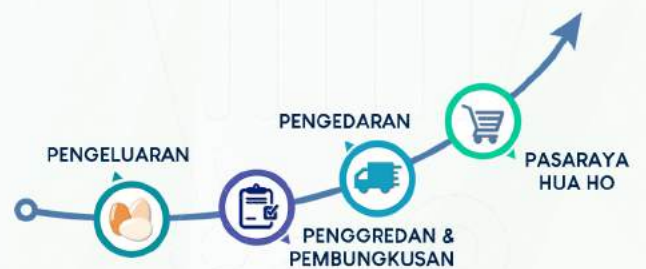 PENGELUARAN
PENGGREDAN &
PEMBUNGKUSAN
PENGEDARAN
PASARAYA
HUA HO